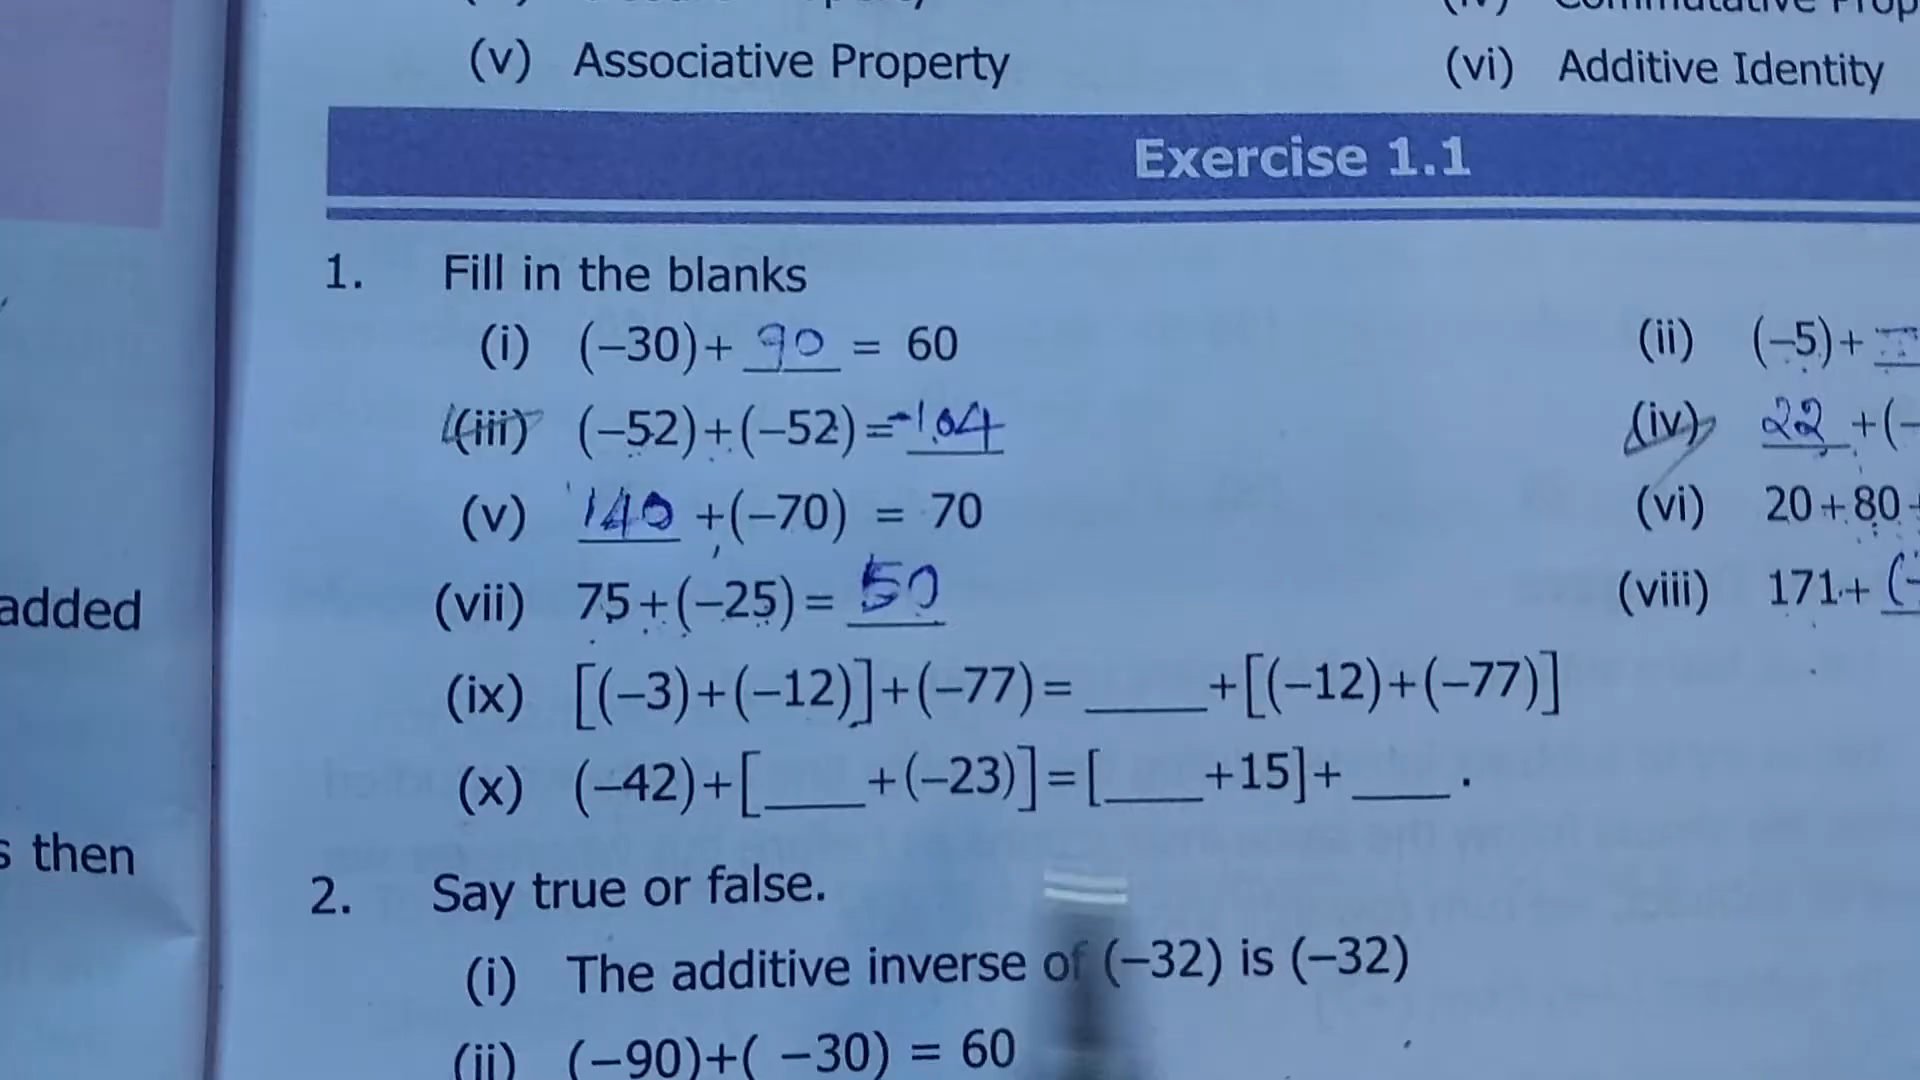 (v) Associative Property (vi) Additive Identity
Exercise 1.1
1. Fill in the blanks
(i) (–30)+ 90 = 60 (ii) (–5)+
(iii) (–52)+(–52)=-104 (iv) 22 +(–
(v) 140 +(–70) = 70 (vi) 20+80
(vii) 75+(–25)= 50 (viii) 171+
added
(ix) [(–3)+(–12)]+(–77)= ____+[(–12)+(–77)]
(x) (–42)+[____+(–23)]=[____+15]+____.
then
2. Say true or false.
(i) The additive inverse of (–32) is (–32)
(ii) (–90)+( –30) = 60